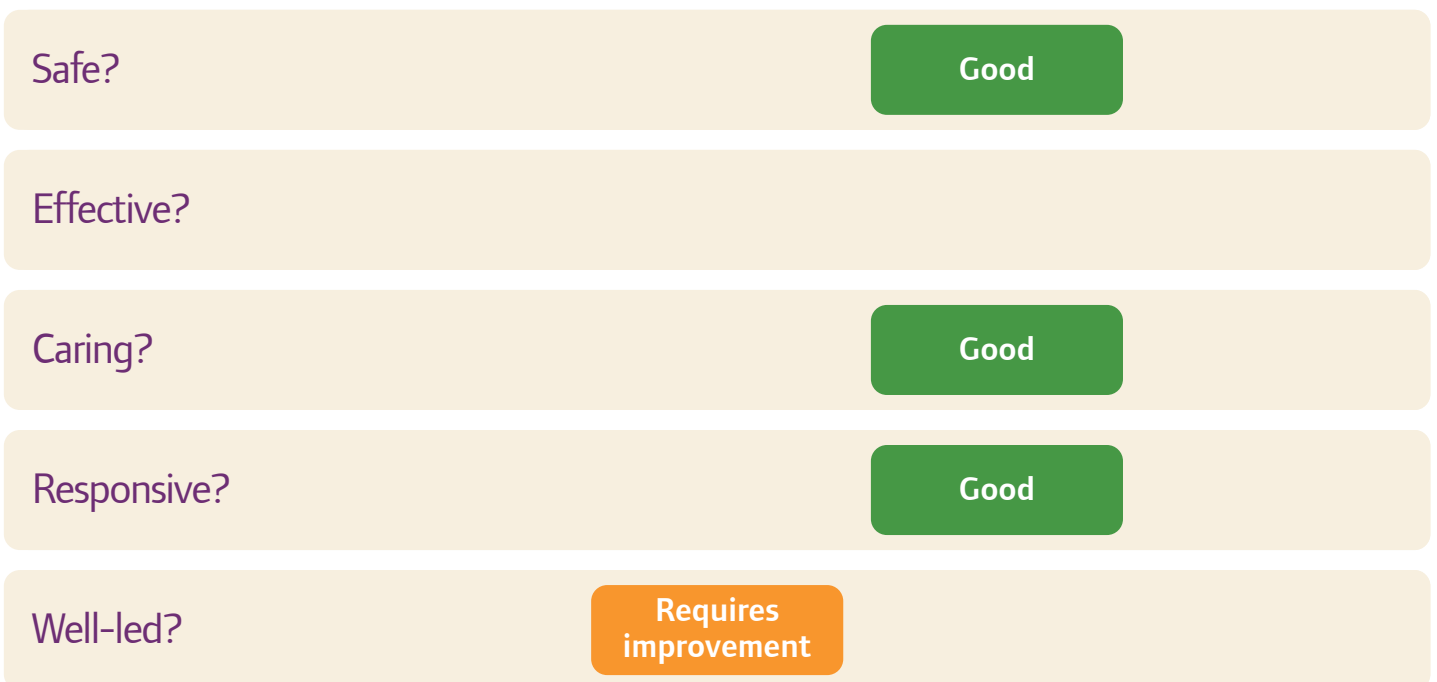 Safe?
Good
Effective?
Caring?
Good
Responsive?
Good
Well-led?
Requires
improvement